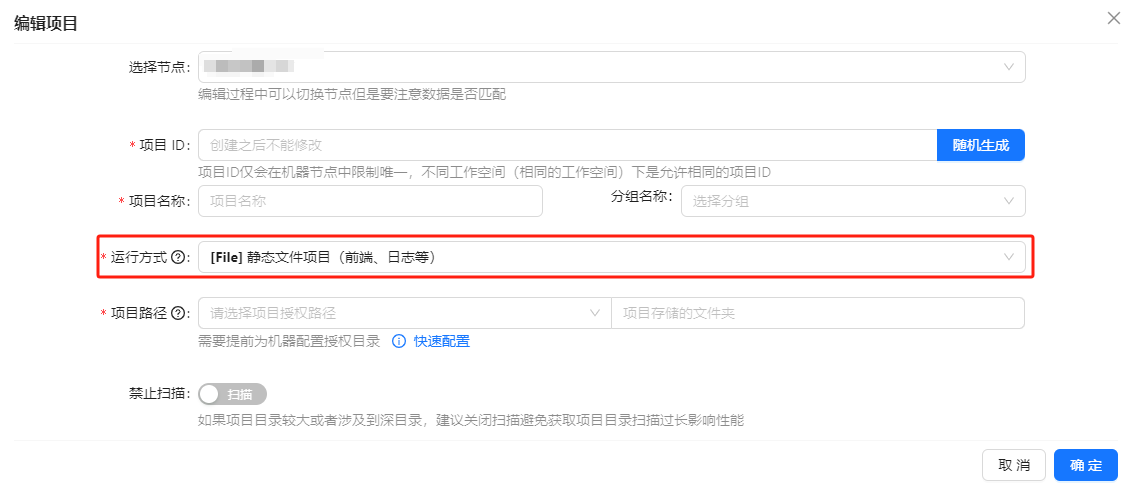 编辑项目
选择节点：
编辑过程中可以切换节点但是要注意数据是否匹配
* 项目 ID： 创建之后不能修改 随机生成
项目ID仅会在机器节点中限制唯一，不同工作空间（相同的工作空间）下是允许相同的项目ID
* 项目名称： 项目名称 分组名称： 选择分组
* 运行方式 ?： [File] 静态文件项目（前端、日志等）
* 项目路径 ?： 请选择项目授权路径 项目存储的文件夹
需要提前为机器配置授权目录 快速配置
禁止扫描： 扫描
如果项目目录较大或者涉及到深目录，建议关闭扫描避免获取项目目录扫描过长影响性能
取 消 确 定